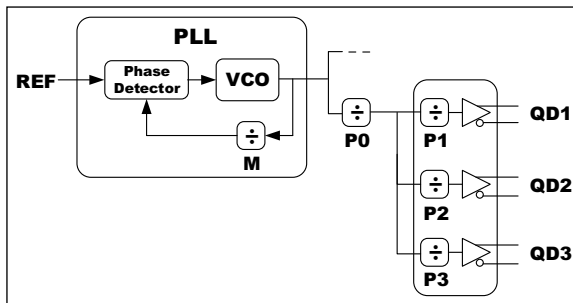 PLL
REF
Phase
Detector
VCO
÷
M
÷
P0
÷
P1
QD1
÷
P2
QD2
÷
P3
QD3